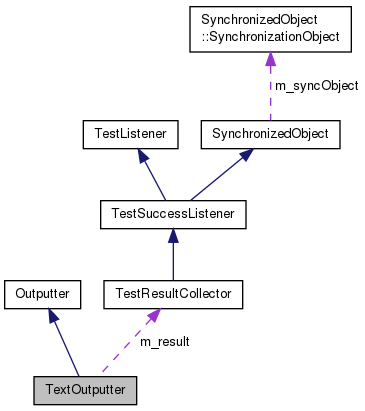 SynchronizedObject
::SynchronizationObject
m_syncObject
TestListener
SynchronizedObject
TestSuccessListener
Outputter
TestResultCollector
m_result
TextOutputter